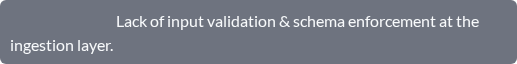 Lack of input validation & schema enforcement at the
ingestion layer.